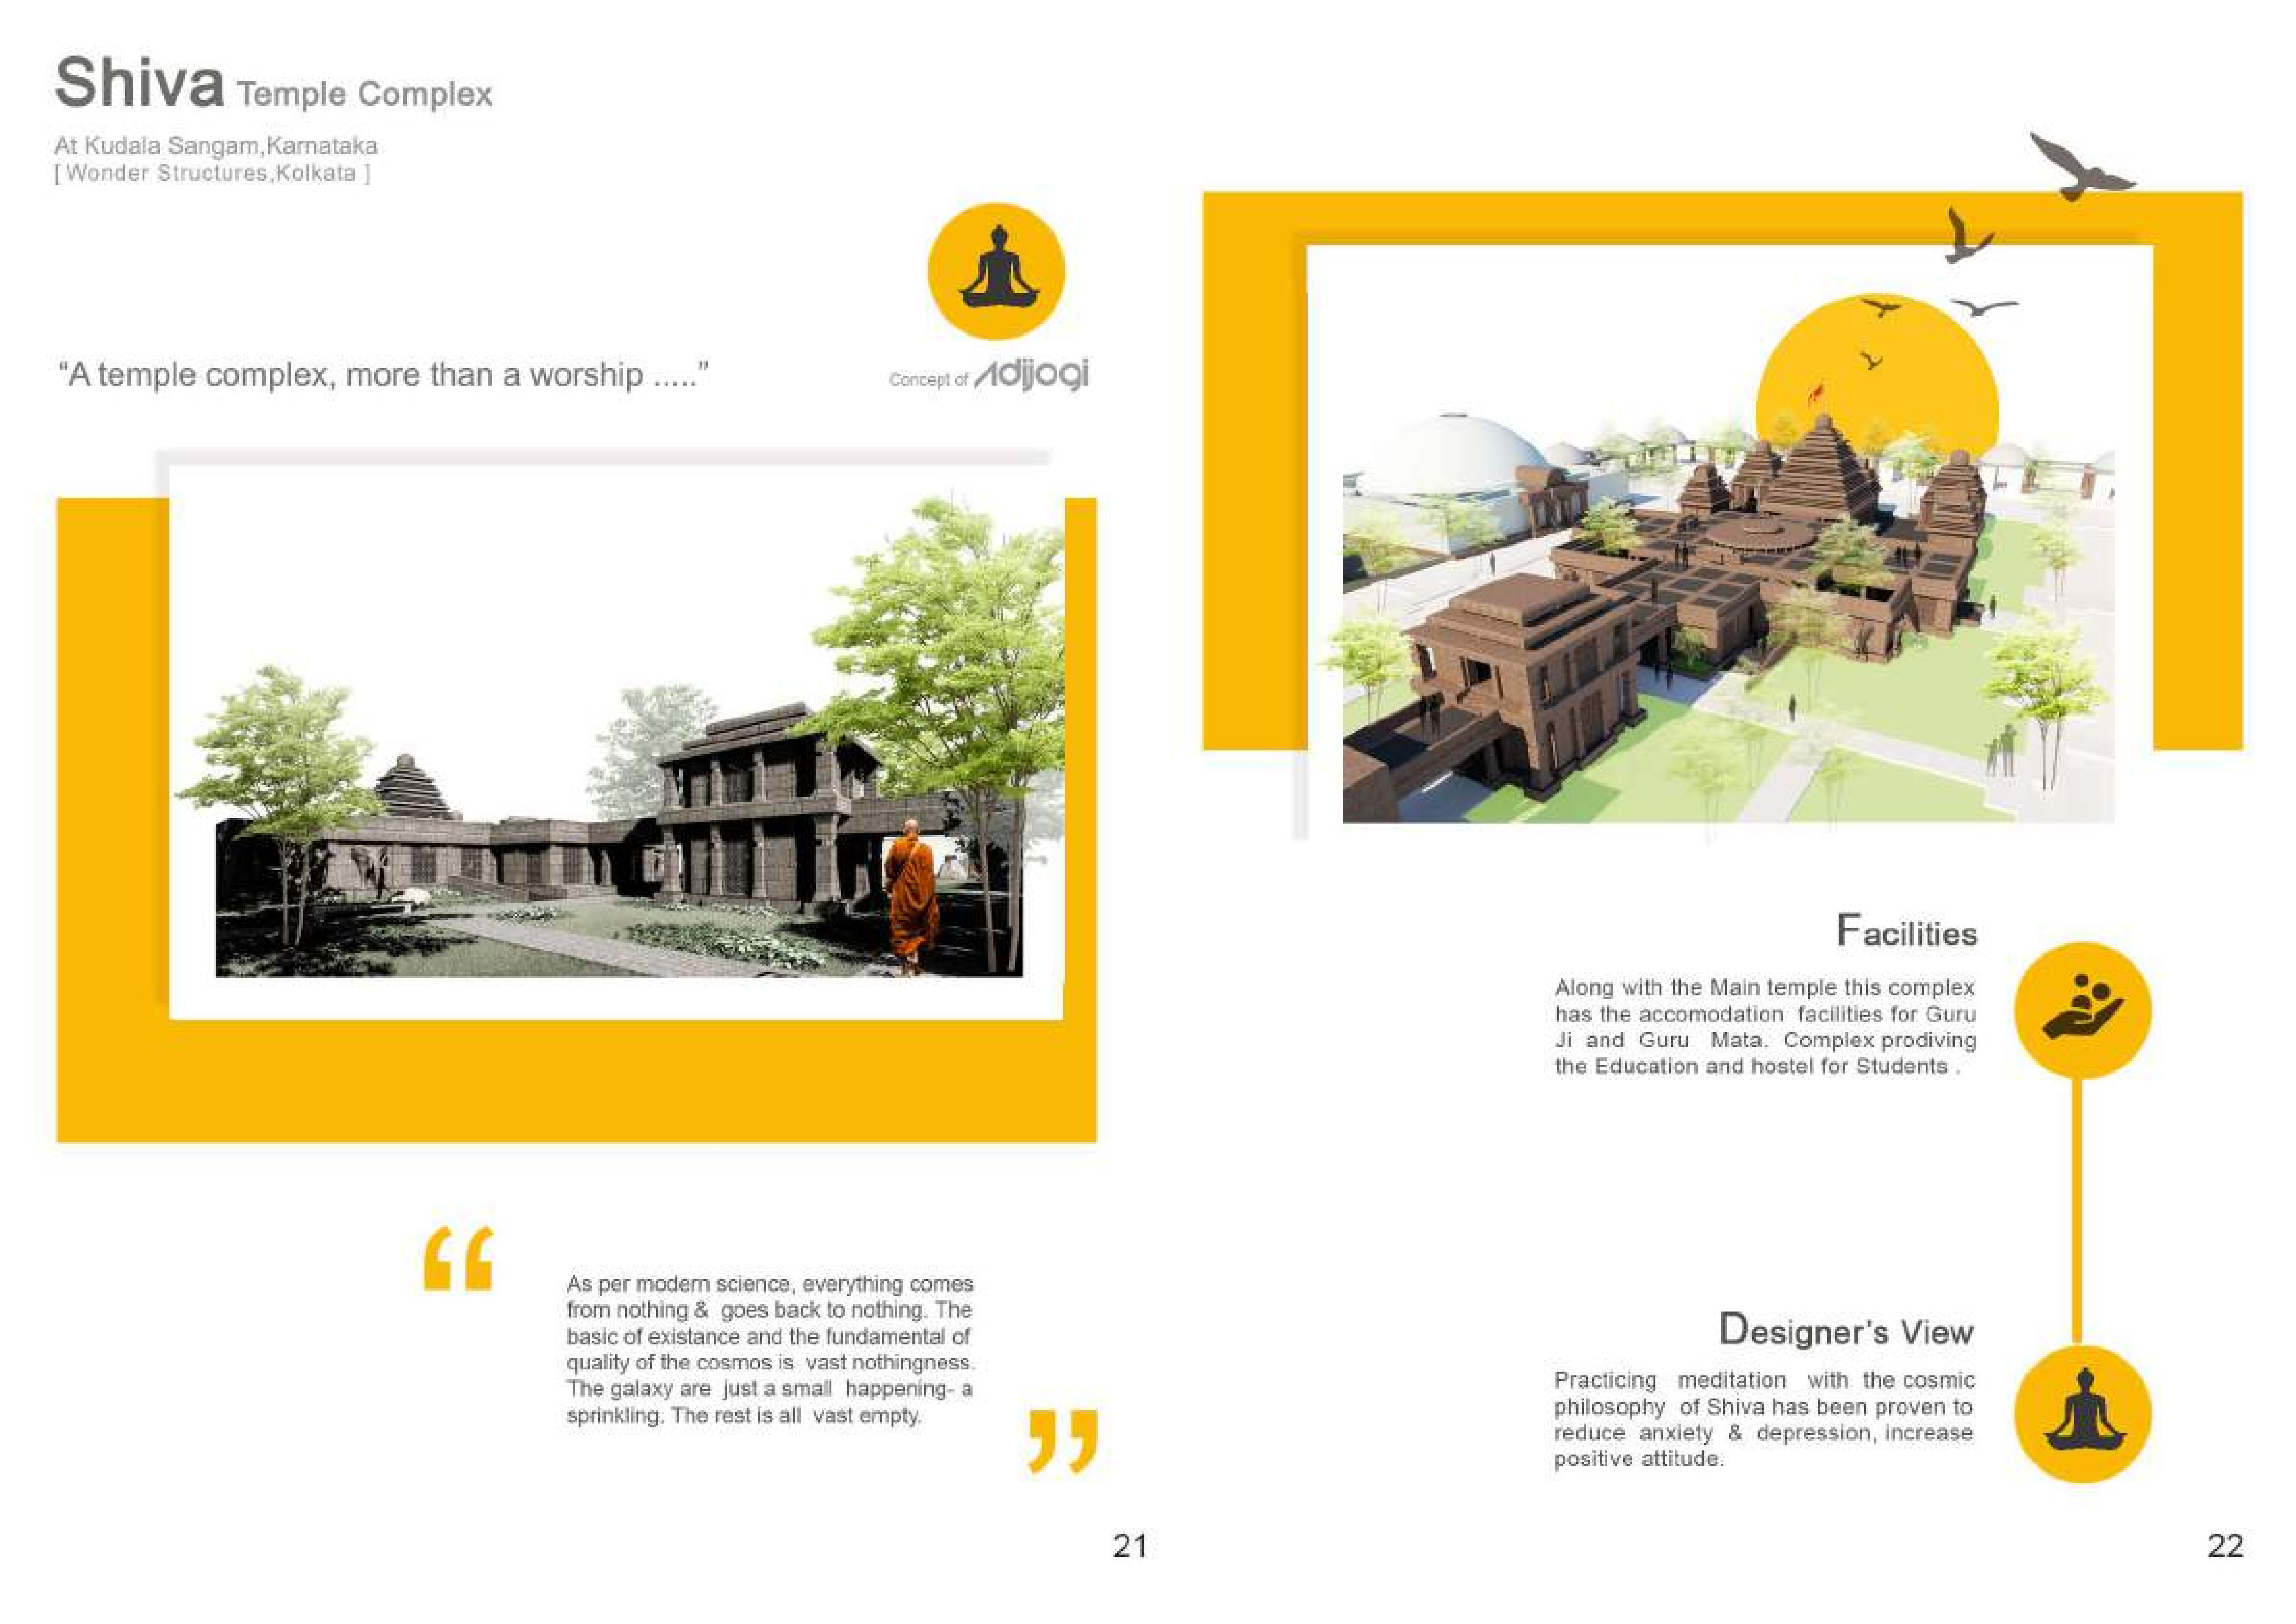 Shiva Temple Complex
At Kudala Sangam,Karnataka
[ Wonder Structures,Kolkata ]
“A temple complex, more than a worship .....”
Concept of Adijogi
As per modern science, everything comes
from nothing & goes back to nothing. The
basic of existance and the fundamental of
quality of the cosmos is vast nothingness.
The galaxy are just a small happening- a
sprinkling. The rest is all vast empty.
21
Facilities
Along with the Main temple this complex
has the accomodation facilities for Guru
Ji and Guru Mata. Complex prodiving
the Education and hostel for Students .
Designer's View
Practicing meditation with the cosmic
philosophy of Shiva has been proven to
reduce anxiety & depression, increase
positive attitude.
22